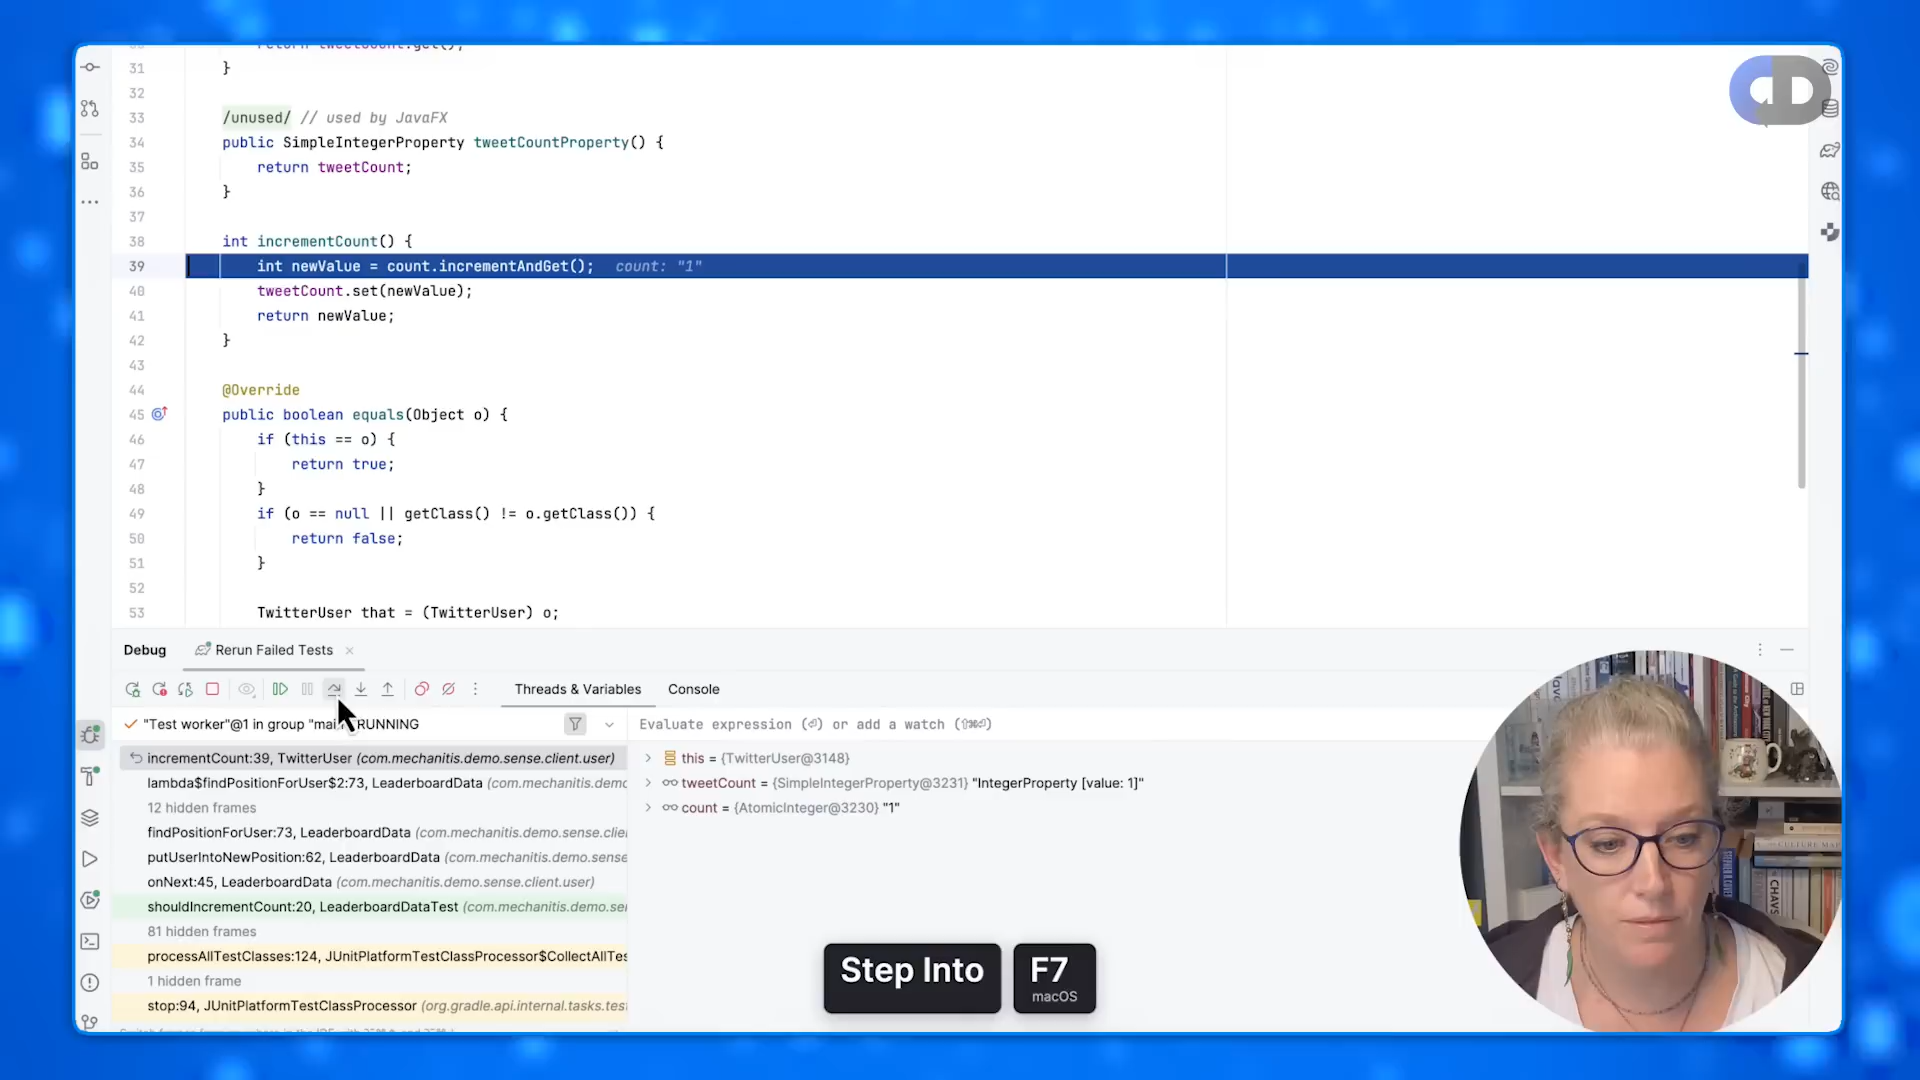 31 }
32
33 /unused/ // used by JavaFX
34 public SimpleIntegerProperty tweetCountProperty() {
35 return tweetCount;
36 }
37
38 int incrementCount() {
39 int newValue = count.incrementAndGet(); count: "1"
40 tweetCount.set(newValue);
41 return newValue;
42 }
43
44 @Override
45 public boolean equals(Object o) {
46 if (this == o) {
47 return true;
48 }
49 if (o == null || getClass() != o.getClass()) {
50 return false;
51 }
52
53 TwitterUser that = (TwitterUser) o;
Debug Rerun Failed Tests
Threads & Variables Console
"Test worker"@1 in group "mai RUNNING
Evaluate expression (⏎) or add a watch (⇧⌘⏎)
incrementCount:39, TwitterUser (com.mechanitis.demo.sense.client.user)
lambda$findPositionForUser$2:73, LeaderboardData (com.mechanitis.demo
12 hidden frames
findPositionForUser:73, LeaderboardData (com.mechanitis.demo.sense.clie
putUserIntoNewPosition:62, LeaderboardData (com.mechanitis.demo.sense
onNext:45, LeaderboardData (com.mechanitis.demo.sense.client.user)
shouldIncrementCount:20, LeaderboardDataTest (com.mechanitis.demo.se
81 hidden frames
processAllTestClasses:124, JUnitPlatformTestClassProcessor$CollectAllTes
1 hidden frame
stop:94, JUnitPlatformTestClassProcessor (org.gradle.api.internal.tasks.test
this = {TwitterUser@3148}
tweetCount = {SimpleIntegerProperty@3231} "IntegerProperty [value: 1]"
count = {AtomicInteger@3230} "1"
Step Into F7
macOS
CHAVS